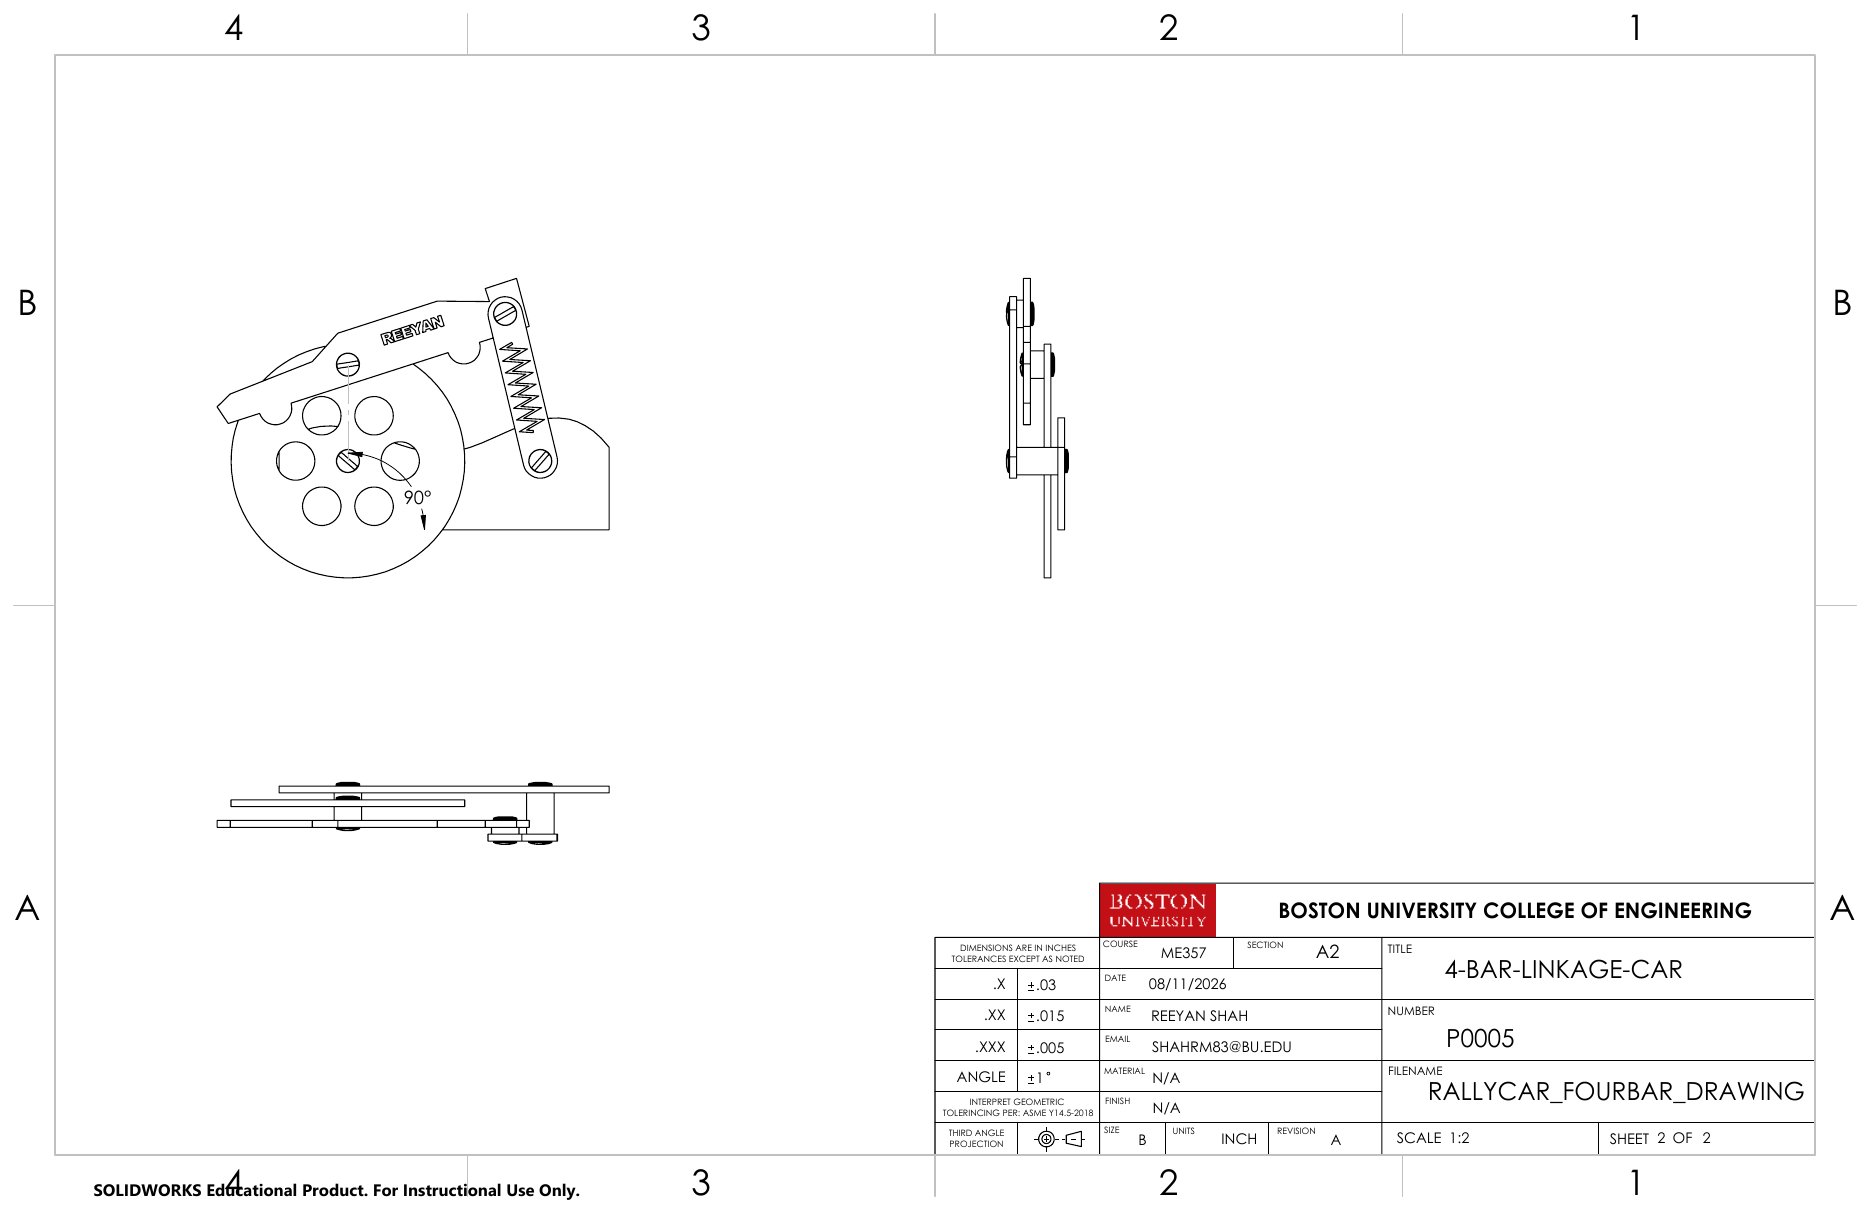 4 3 2 1
B B
REEYAN
90°
A A
BOSTON
UNIVERSITY
BOSTON UNIVERSITY COLLEGE OF ENGINEERING
DIMENSIONS ARE IN INCHES
TOLERANCES EXCEPT AS NOTED
.X ±.03
.XX ±.015
.XXX ±.005
ANGLE ±1°
INTERPRET GEOMETRIC
TOLERINCING PER: ASME Y14.5-2018
THIRD ANGLE
PROJECTION
COURSE ME357 SECTION A2
DATE 08/11/2026
NAME REEYAN SHAH
EMAIL SHAHRM83@BU.EDU
MATERIAL N/A
FINISH N/A
SIZE B UNITS INCH REVISION A
TITLE
4-BAR-LINKAGE-CAR
NUMBER
P0005
FILENAME
RALLYCAR_FOURBAR_DRAWING
SCALE 1:2 SHEET 2 OF 2
4 3 2 1
SOLIDWORKS Educational Product. For Instructional Use Only.